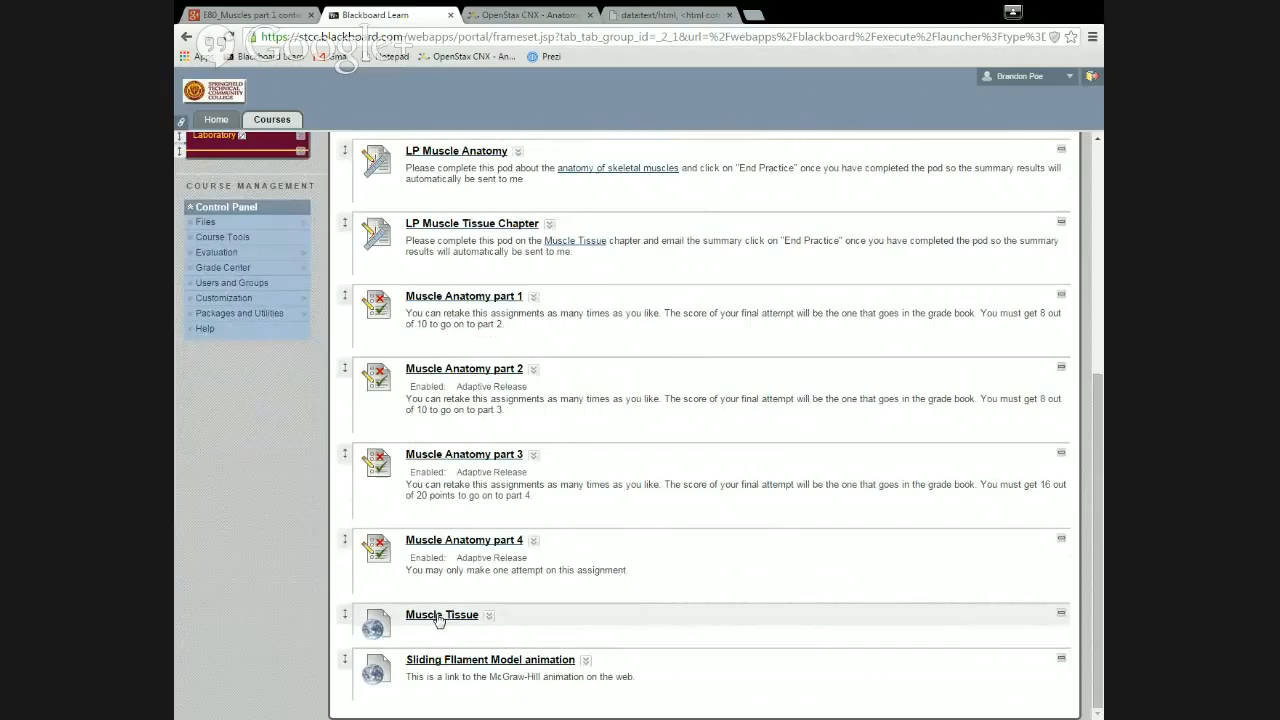 E80_Muscles part 1 conte
Blackboard Learn
OpenStax CNX - Anatom
data:text/html, <html con
https://stcc.blackboard.com/webapps/portal/frameset.jsp?tab_tab_group_id=_2_1&url=%2Fwebapps%2Fblackboard%2Fexecute%2Flauncher%3Ftype%3D
Google+
Apps
Blackboard Learn
Gmai
Notepad
OpenStax CNX - An...
Prezi
SPRINGFIELD TECHNICAL COMMUNITY COLLEGE
Brandon Poe
Home
Courses
Laboratory
COURSE MANAGEMENT
Control Panel
Files
Course Tools
Evaluation
Grade Center
Users and Groups
Customization
Packages and Utilities
Help
LP Muscle Anatomy
Please complete this pod about the anatomy of skeletal muscles and click on "End Practice" once you have completed the pod so the summary results will
automatically be sent to me.
LP Muscle Tissue Chapter
Please complete this pod on the Muscle Tissue chapter and email the summary click on "End Practice" once you have completed the pod so the summary
results will automatically be sent to me.
Muscle Anatomy part 1
You can retake this assignments as many times as you like. The score of your final attempt will be the one that goes in the grade book. You must get 8 out
of 10 to go on to part 2.
Muscle Anatomy part 2
Enabled: Adaptive Release
You can retake this assignments as many times as you like. The score of your final attempt will be the one that goes in the grade book. You must get 8 out
of 10 to go on to part 3.
Muscle Anatomy part 3
Enabled: Adaptive Release
You can retake this assignments as many times as you like. The score of your final attempt will be the one that goes in the grade book. You must get 16 out
of 20 points to go on to part 4.
Muscle Anatomy part 4
Enabled: Adaptive Release
You may only make one attempt on this assignment.
Muscle Tissue
Sliding FIlament Model animation
This is a link to the McGraw-Hill animation on the web.